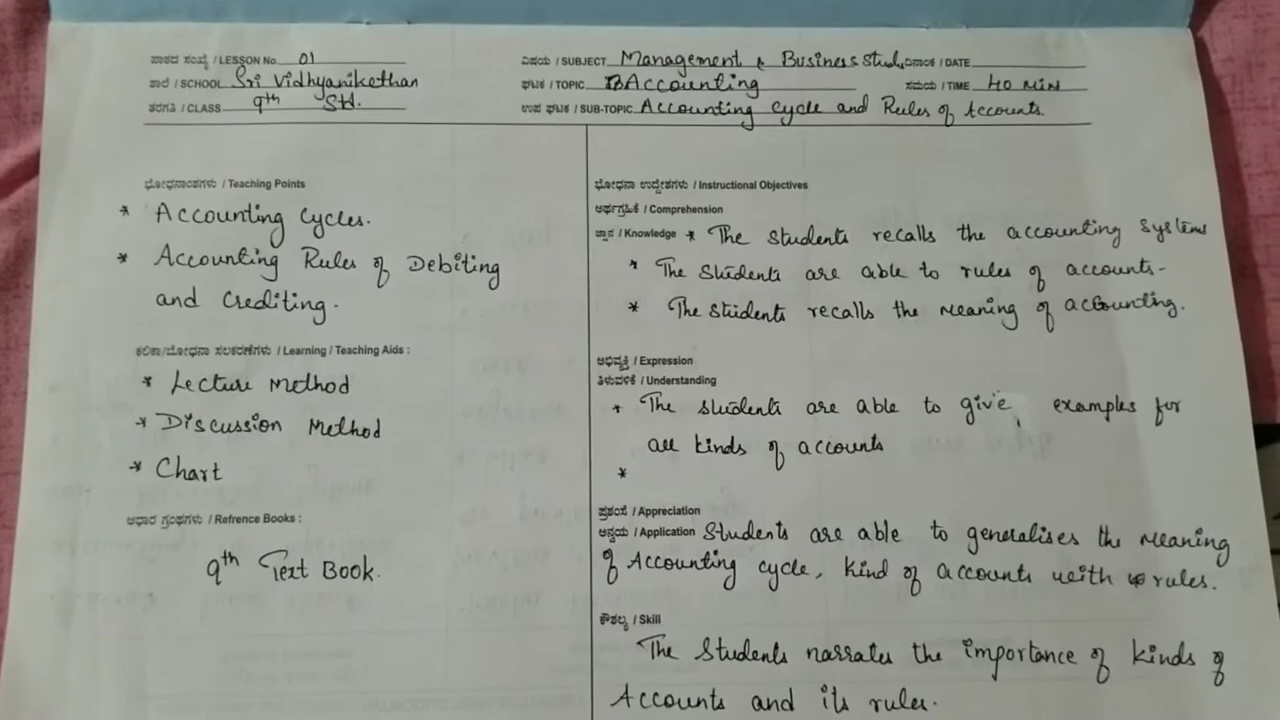 ಪಾಠದ ಸಂಖ್ಯೆ / LESSON No. 01
ಶಾಲೆ / SCHOOL Sri Vidhyanikethan
ತರಗತಿ / CLASS 9th Std.
ವಿಷಯ / SUBJECT Management & Business Stud
ದಿನಾಂಕ / DATE
ಘಟಕ / TOPIC Accounting
ಸಮಯ / TIME 40 MIN
ಉಪ ಘಟಕ / SUB-TOPIC Accounting Cycle and Rules of Accounts.
ಬೋಧನಾಂಶಗಳು / Teaching Points
* Accounting Cycles.
* Accounting Rules of Debiting
and Crediting.
ಕಲಿಕಾ/ಬೋಧನಾ ಸಲಕರಣೆಗಳು / Learning / Teaching Aids :
* Lecture Method
* Discussion Method
* Chart
ಆಧಾರ ಗ್ರಂಥಗಳು / Refrence Books :
9th Text Book.
ಬೋಧನಾ ಉದ್ದೇಶಗಳು / Instructional Objectives
ಅರ್ಥಗ್ರಹಿಕೆ / Comprehension
ಜ್ಞಾನ / Knowledge * The students recalls the accounting systems
* The Students are able to rules of accounts-
* The students recalls the meaning of accounting.
ಅಭಿವ್ಯಕ್ತಿ / Expression
ತಿಳುವಳಿಕೆ / Understanding
* The students are able to give, examples for
all kinds of accounts
*
ಪ್ರಶಂಸೆ / Appreciation
ಅನ್ವಯ / Application Students are able to generalises the meaning
of Accounting cycle, kind of accounts with rules.
ಕೌಶಲ್ಯ / Skill
The Students narrates the importance of kinds of
Accounts and its rules.